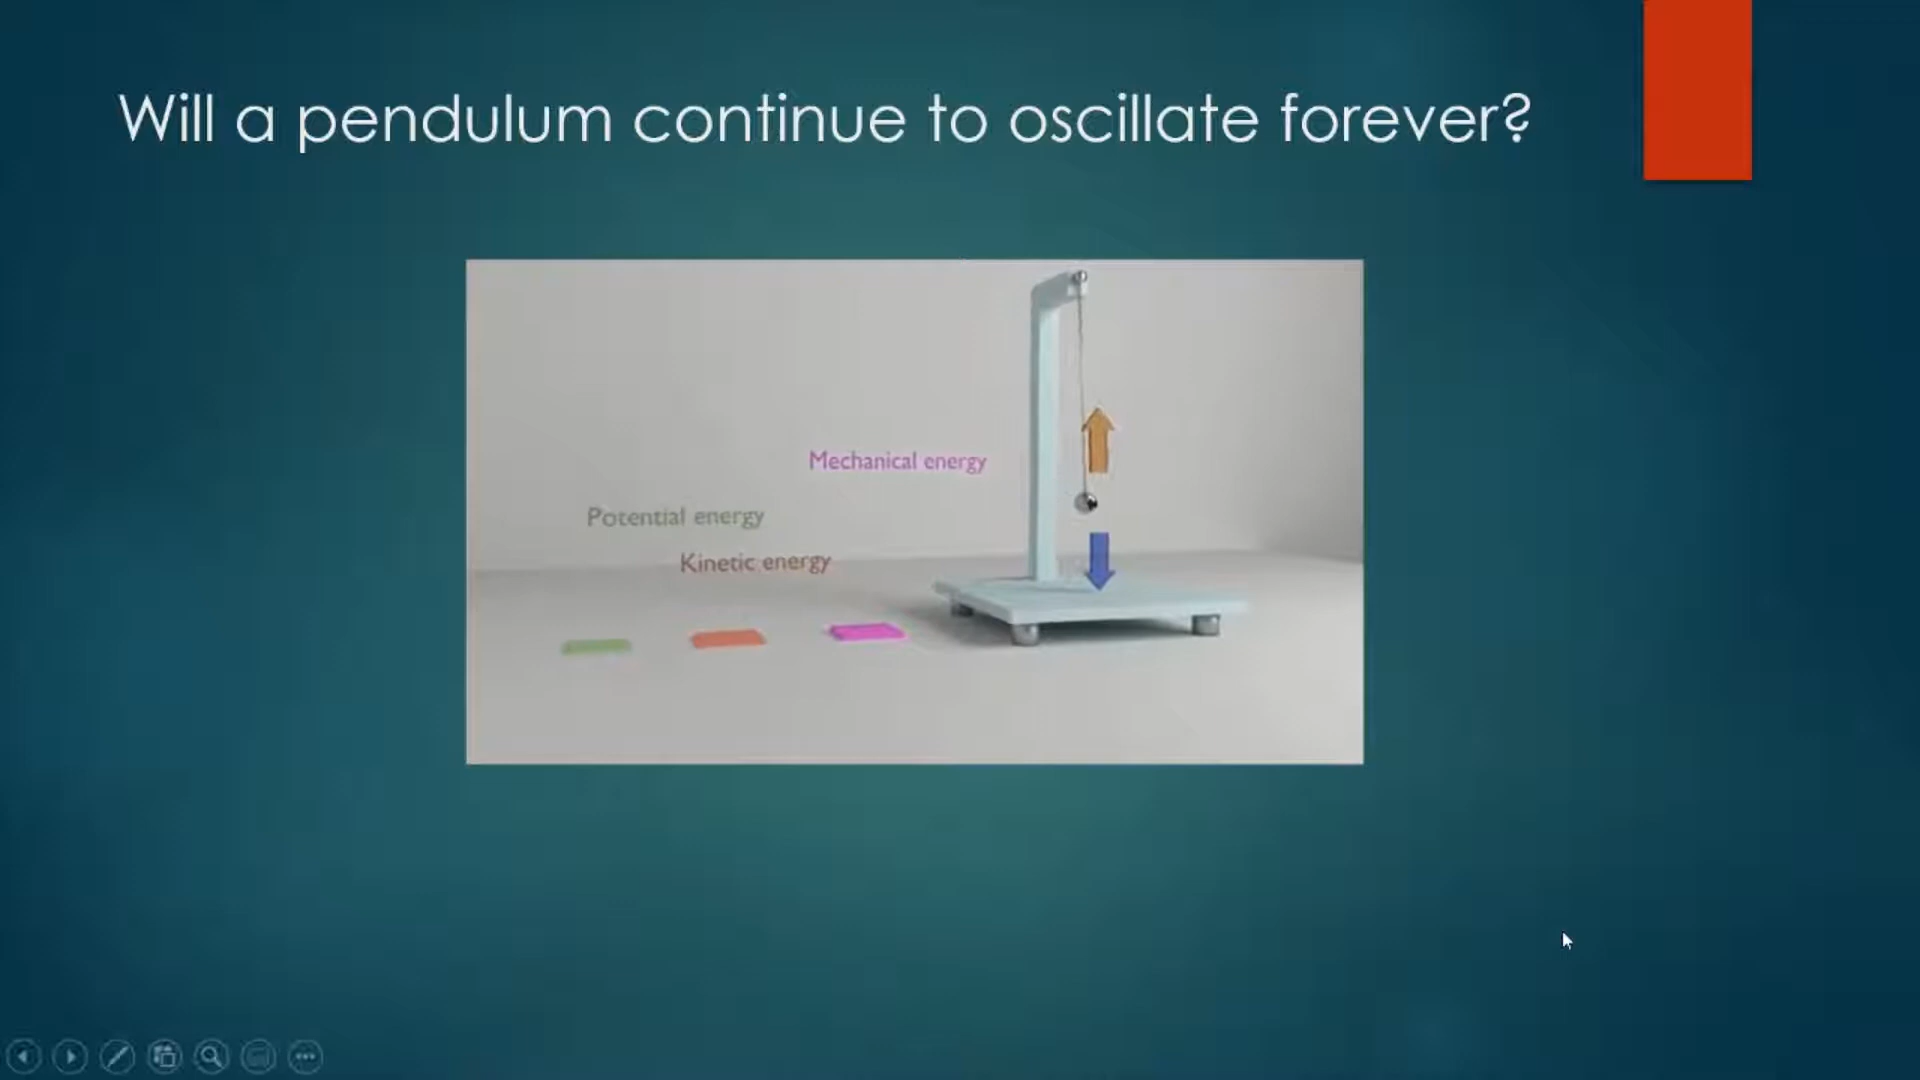 Will a pendulum continue to oscillate forever?
Mechanical energy
Potential energy
Kinetic energy